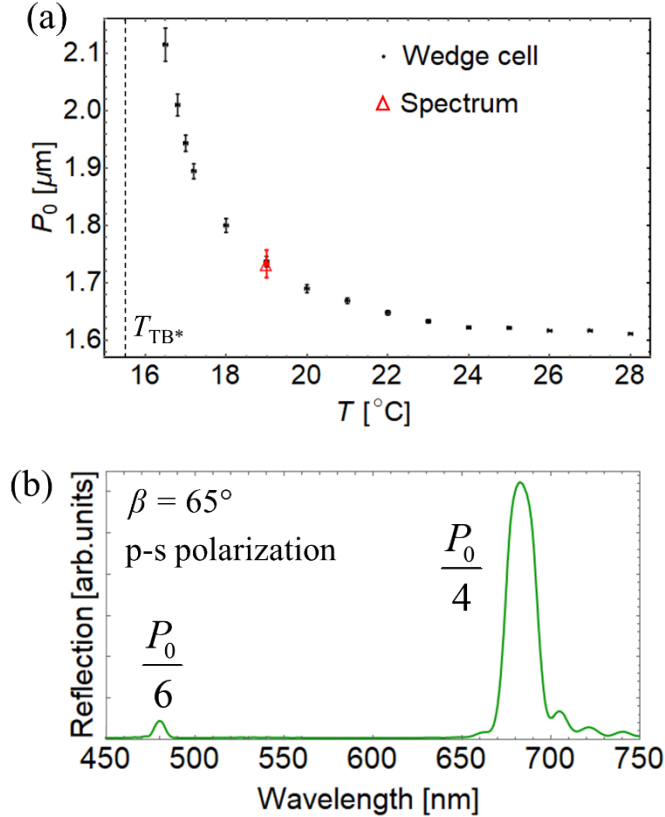 (a)
2.1
2.0
1.9
1.8
1.7
1.6
P0 [μm]
Wedge cell
Spectrum
TTB*
16 18 20 22 24 26 28
T [°C]
(b)
β = 65°
p-s polarization
P0
4
P0
6
Reflection [arb.units]
450 500 550 600 650 700 750
Wavelength [nm]